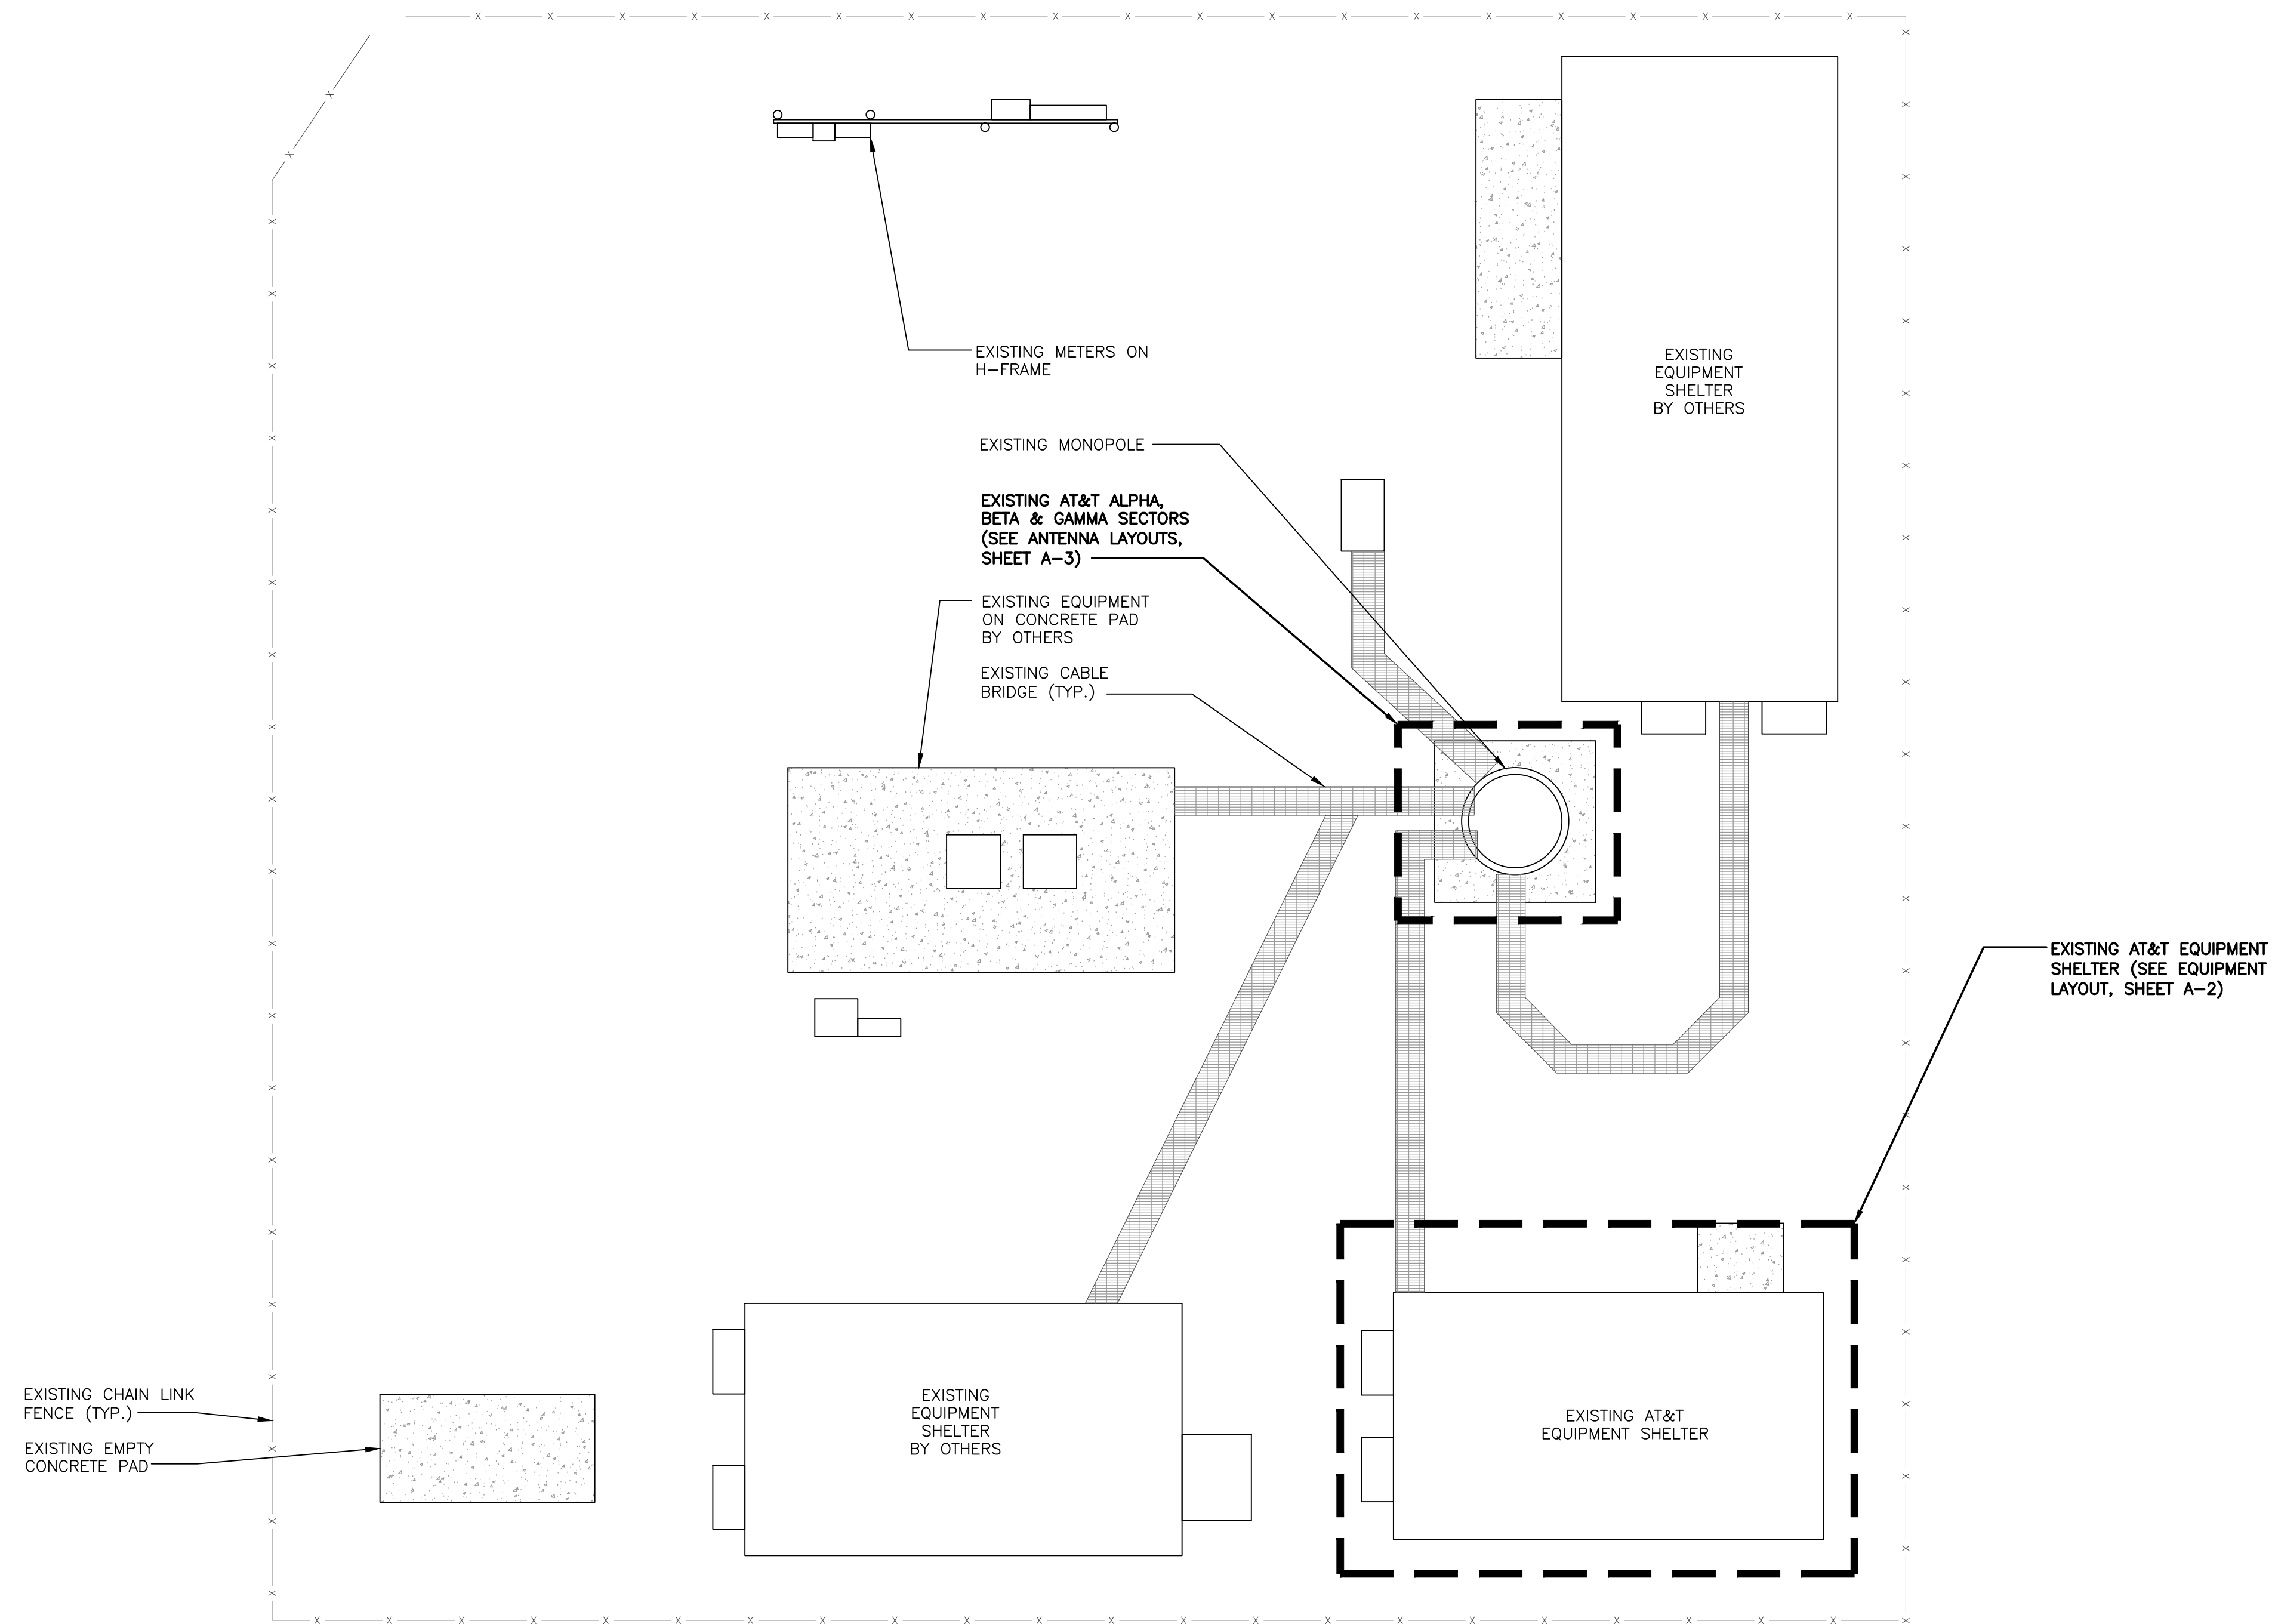 EXISTING METERS ON
H-FRAME
EXISTING
EQUIPMENT
SHELTER
BY OTHERS
EXISTING MONOPOLE
EXISTING AT&T ALPHA,
BETA & GAMMA SECTORS
(SEE ANTENNA LAYOUTS,
SHEET A-3)
EXISTING EQUIPMENT
ON CONCRETE PAD
BY OTHERS
EXISTING CABLE
BRIDGE (TYP.)
EXISTING AT&T EQUIPMENT
SHELTER (SEE EQUIPMENT
LAYOUT, SHEET A-2)
EXISTING CHAIN LINK
FENCE (TYP.)
EXISTING EMPTY
CONCRETE PAD
EXISTING
EQUIPMENT
SHELTER
BY OTHERS
EXISTING AT&T
EQUIPMENT SHELTER